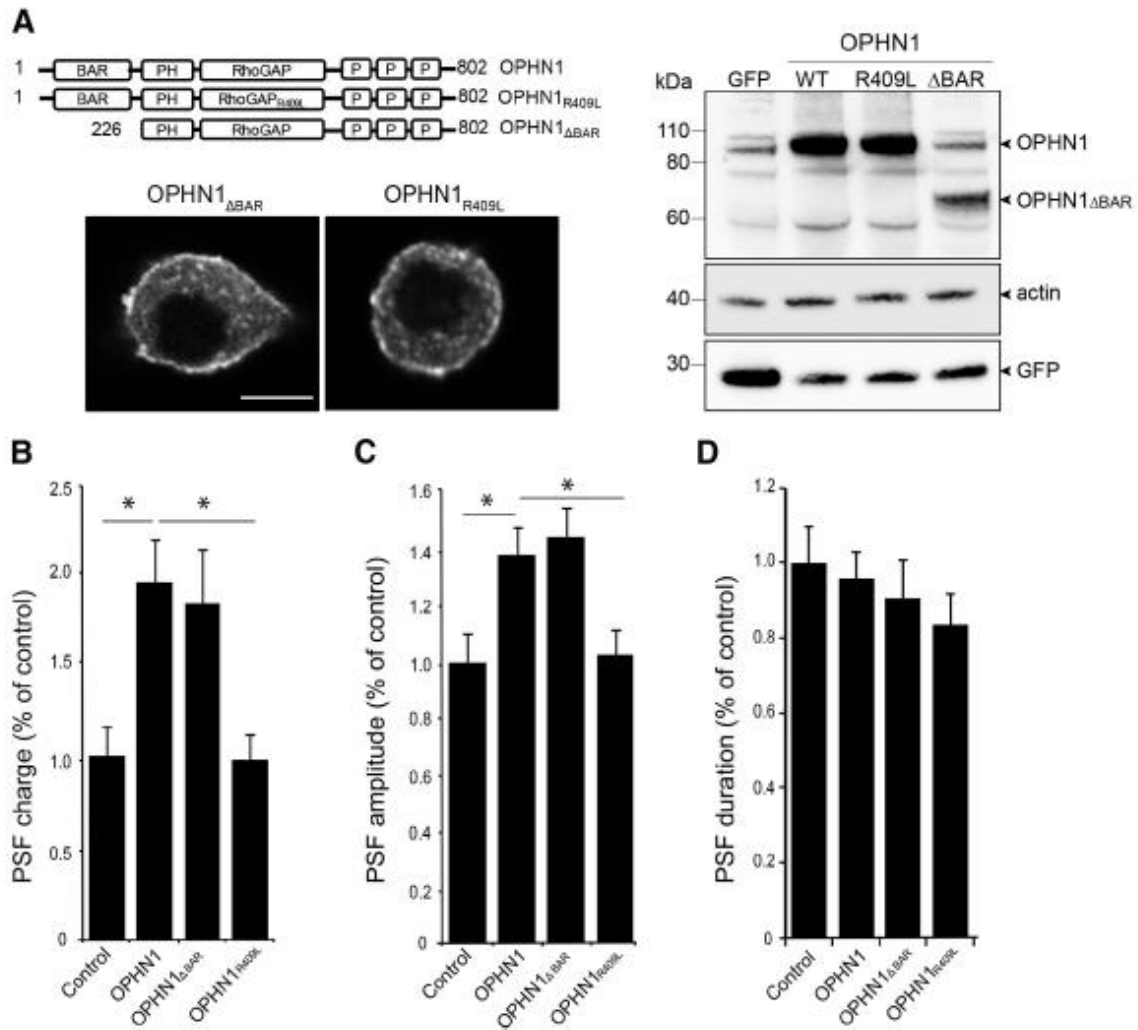 A
1 BAR PH RhoGAP P P P 802 OPHN1
1 BAR PH RhoGAPR409L P P P 802 OPHN1R409L
226 PH RhoGAP P P P 802 OPHN1ΔBAR
OPHN1ΔBAR OPHN1R409L
OPHN1
kDa GFP WT R409L ΔBAR
110
80
60
OPHN1
OPHN1ΔBAR
40
actin
30
GFP
B
PSF charge (% of control)
2.5
2.0
1.5
1.0
0.5
0
* *
Control OPHN1 OPHN1ΔBAR OPHN1R409L
C
PSF amplitude (% of control)
1.6
1.4
1.2
1.0
0.8
0.6
0.4
0.2
0
* *
Control OPHN1 OPHN1ΔBAR OPHN1R409L
D
PSF duration (% of control)
1.2
1.0
0.8
0.6
0.4
0.2
0
Control OPHN1 OPHN1ΔBAR OPHN1R409L